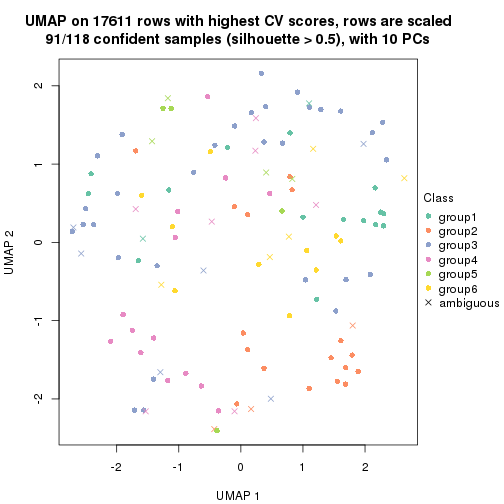 UMAP on 17611 rows with highest CV scores, rows are scaled
91/118 confident samples (silhouette > 0.5), with 10 PCs
2
1
0
-1
-2
UMAP 2
-2
-1
0
1
2
UMAP 1
Class
group1
group2
group3
group4
group5
group6
ambiguous